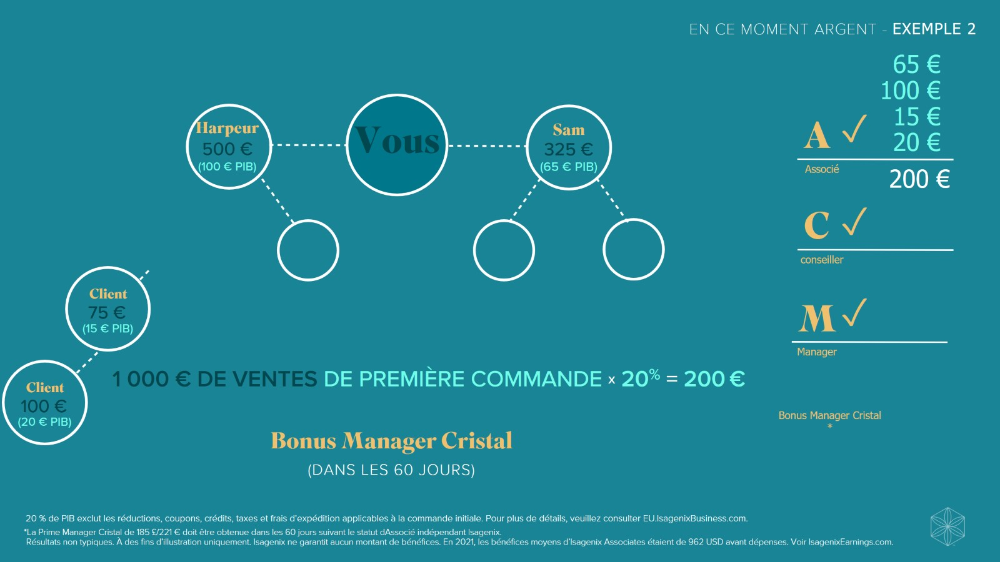 EN CE MOMENT ARGENT - EXEMPLE 2
65 €
100 €
15 €
20 €
200 €
A ✓
Associé
C ✓
conseiller
M ✓
Manager
Bonus Manager Cristal
*
Harpeur
500 €
(100 € PIB)
Vous
Sam
325 €
(65 € PIB)
Client
75 €
(15 € PIB)
Client
100 €
(20 € PIB)
1 000 € DE VENTES DE PREMIÈRE COMMANDE x 20% = 200 €
Bonus Manager Cristal
(DANS LES 60 JOURS)
20 % de PIB exclut les réductions, coupons, crédits, taxes et frais d'expédition applicables à la commande initiale. Pour plus de détails, veuillez consulter EU.IsagenixBusiness.com.
*La Prime Manager Cristal de 185 £/221 € doit être obtenue dans les 60 jours suivant le statut dAssocié indépendant Isagenix.
Résultats non typiques. À des fins d'illustration uniquement. Isagenix ne garantit aucun montant de bénéfices. En 2021, les bénéfices moyens d'Isagenix Associates étaient de 962 USD avant dépenses. Voir IsagenixEarnings.com.